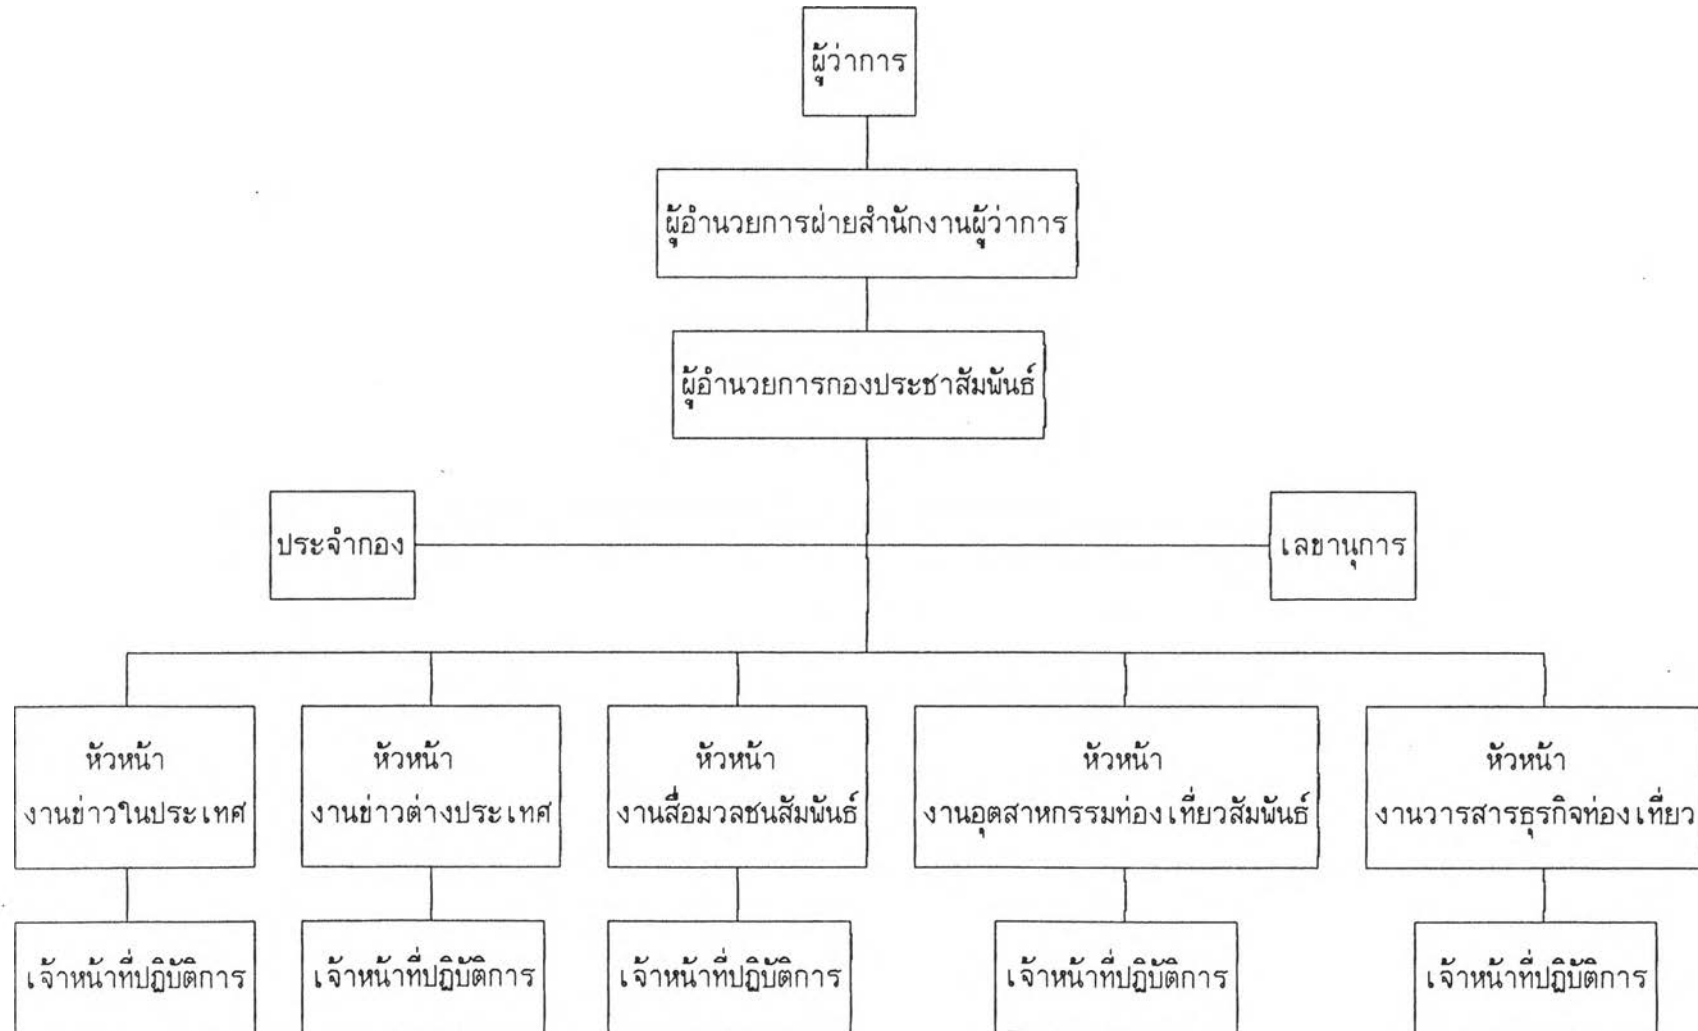 ผู้ว่าการ
ผู้อำนวยการฝ่ายสำนักงานผู้ว่าการ
ผู้อำนวยการกองประชาสัมพันธ์
ประจำกอง
เลขานุการ
หัวหน้า
งานข่าวในประเทศ
หัวหน้า
งานข่าวต่างประเทศ
หัวหน้า
งานสื่อมวลชนสัมพันธ์
หัวหน้า
งานอุตสาหกรรมท่องเที่ยวสัมพันธ์
หัวหน้า
งานวารสารธุรกิจท่องเที่ยว
เจ้าหน้าที่ปฏิบัติการ
เจ้าหน้าที่ปฏิบัติการ
เจ้าหน้าที่ปฏิบัติการ
เจ้าหน้าที่ปฏิบัติการ
เจ้าหน้าที่ปฏิบัติการ